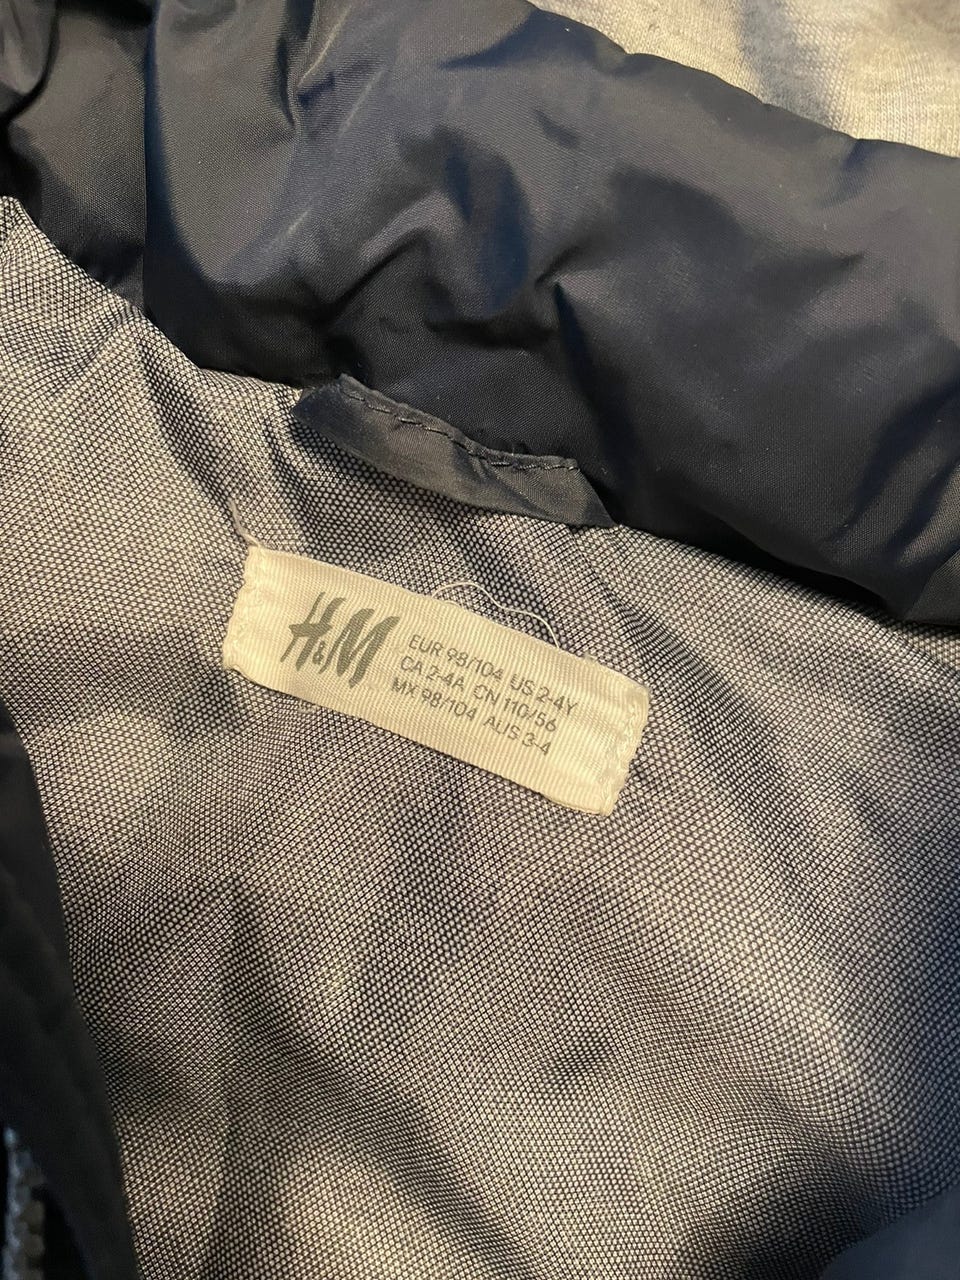 H&M
EUR 98/104 US 2-4Y
CA 2-4A CN 110/56
MX 98/104 AUS 3-4